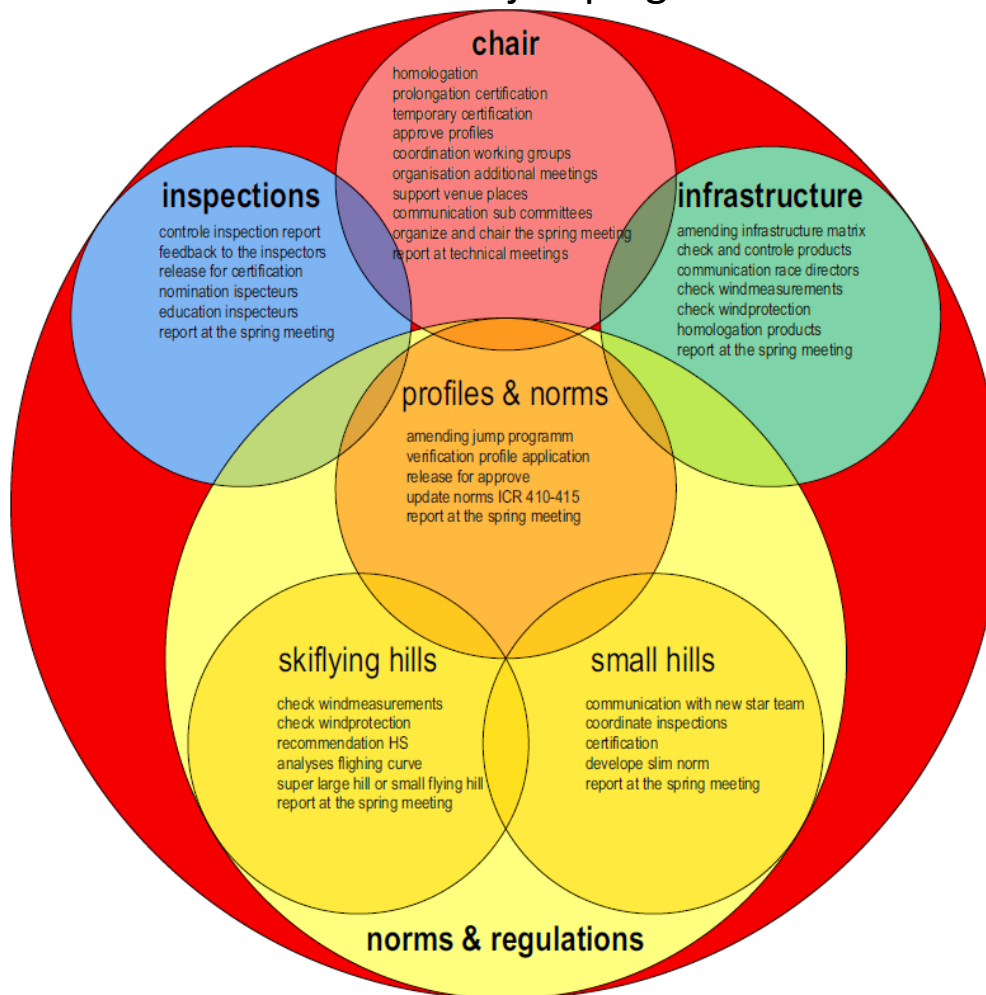 chair
homologation
prolongation certification
temporary certification
approve profiles
coordination working groups
organisation additional meetings
support venue places
communication sub committees
organize and chair the spring meeting
report at technical meetings
inspections
controle inspection report
feedback to the inspectors
release for certification
nomination ispecteurs
education inspecteurs
report at the spring meeting
infrastructure
amending infrastructure matrix
check and controle products
communication race directors
check windmeasurements
check windprotection
homologation products
report at the spring meeting
profiles & norms
amending jump programm
verification profile application
release for approve
update norms ICR 410-415
report at the spring meeting
skiflying hills
check windmeasurements
check windprotection
recommendation HS
analyses flighing curve
super large hill or small flying hill
report at the spring meeting
small hills
communication with new star team
coordinate inspections
certification
develope slim norm
report at the spring meeting
norms & regulations